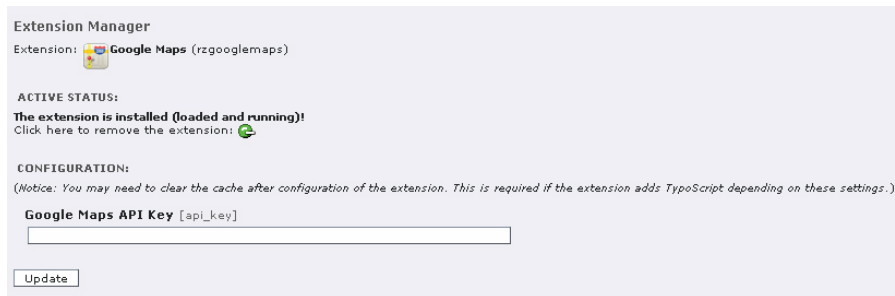 Extension Manager
Extension: Google Maps (rzgooglemaps)
ACTIVE STATUS:
The extension is installed (loaded and running)!
Click here to remove the extension:
CONFIGURATION:
(Notice: You may need to clear the cache after configuration of the extension. This is required if the extension adds TypoScript depending on these settings.)
Google Maps API Key [api_key]
Update